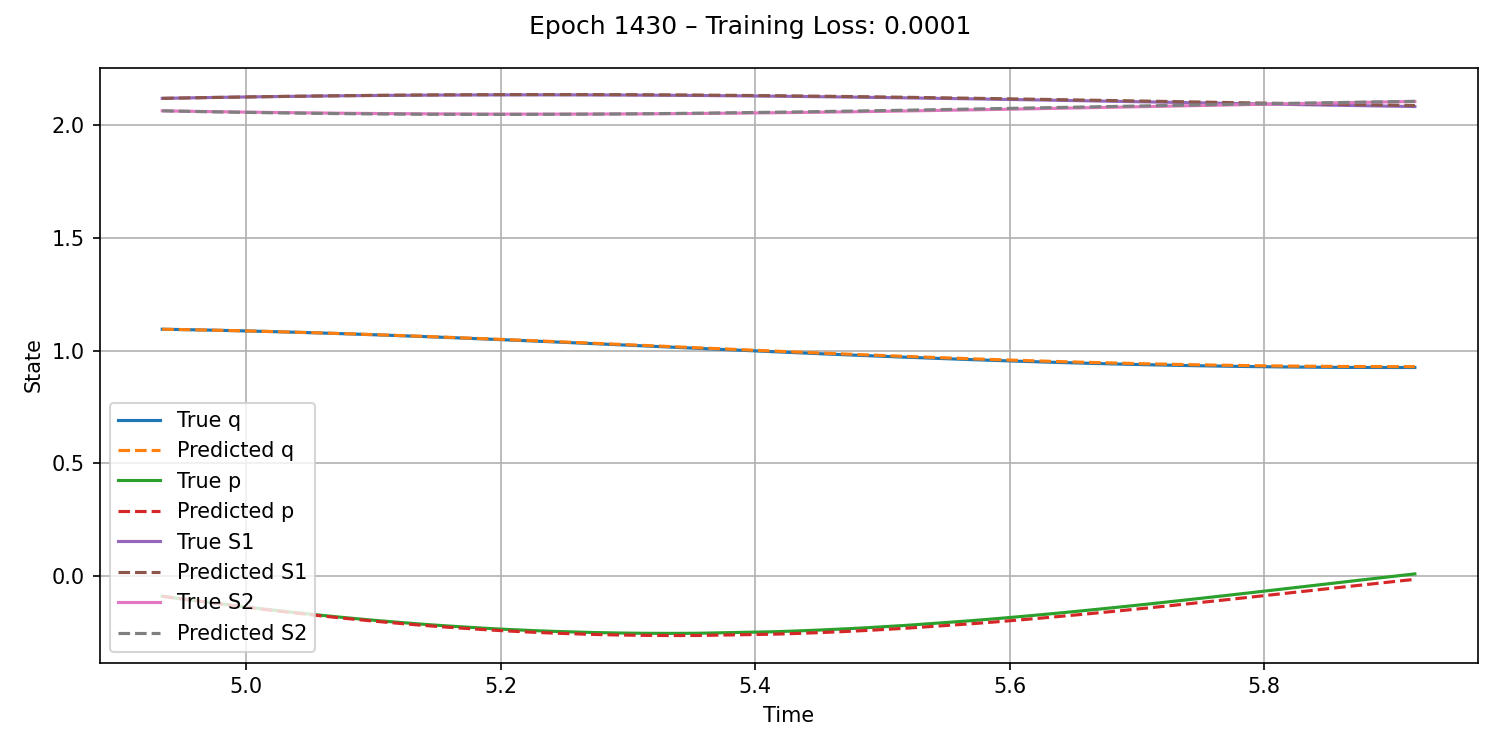 Epoch 1430 – Training Loss: 0.0001
2.0
1.5
1.0
0.5
0.0
State
True q
Predicted q
True p
Predicted p
True S1
Predicted S1
True S2
Predicted S2
5.0 5.2 5.4 5.6 5.8
Time